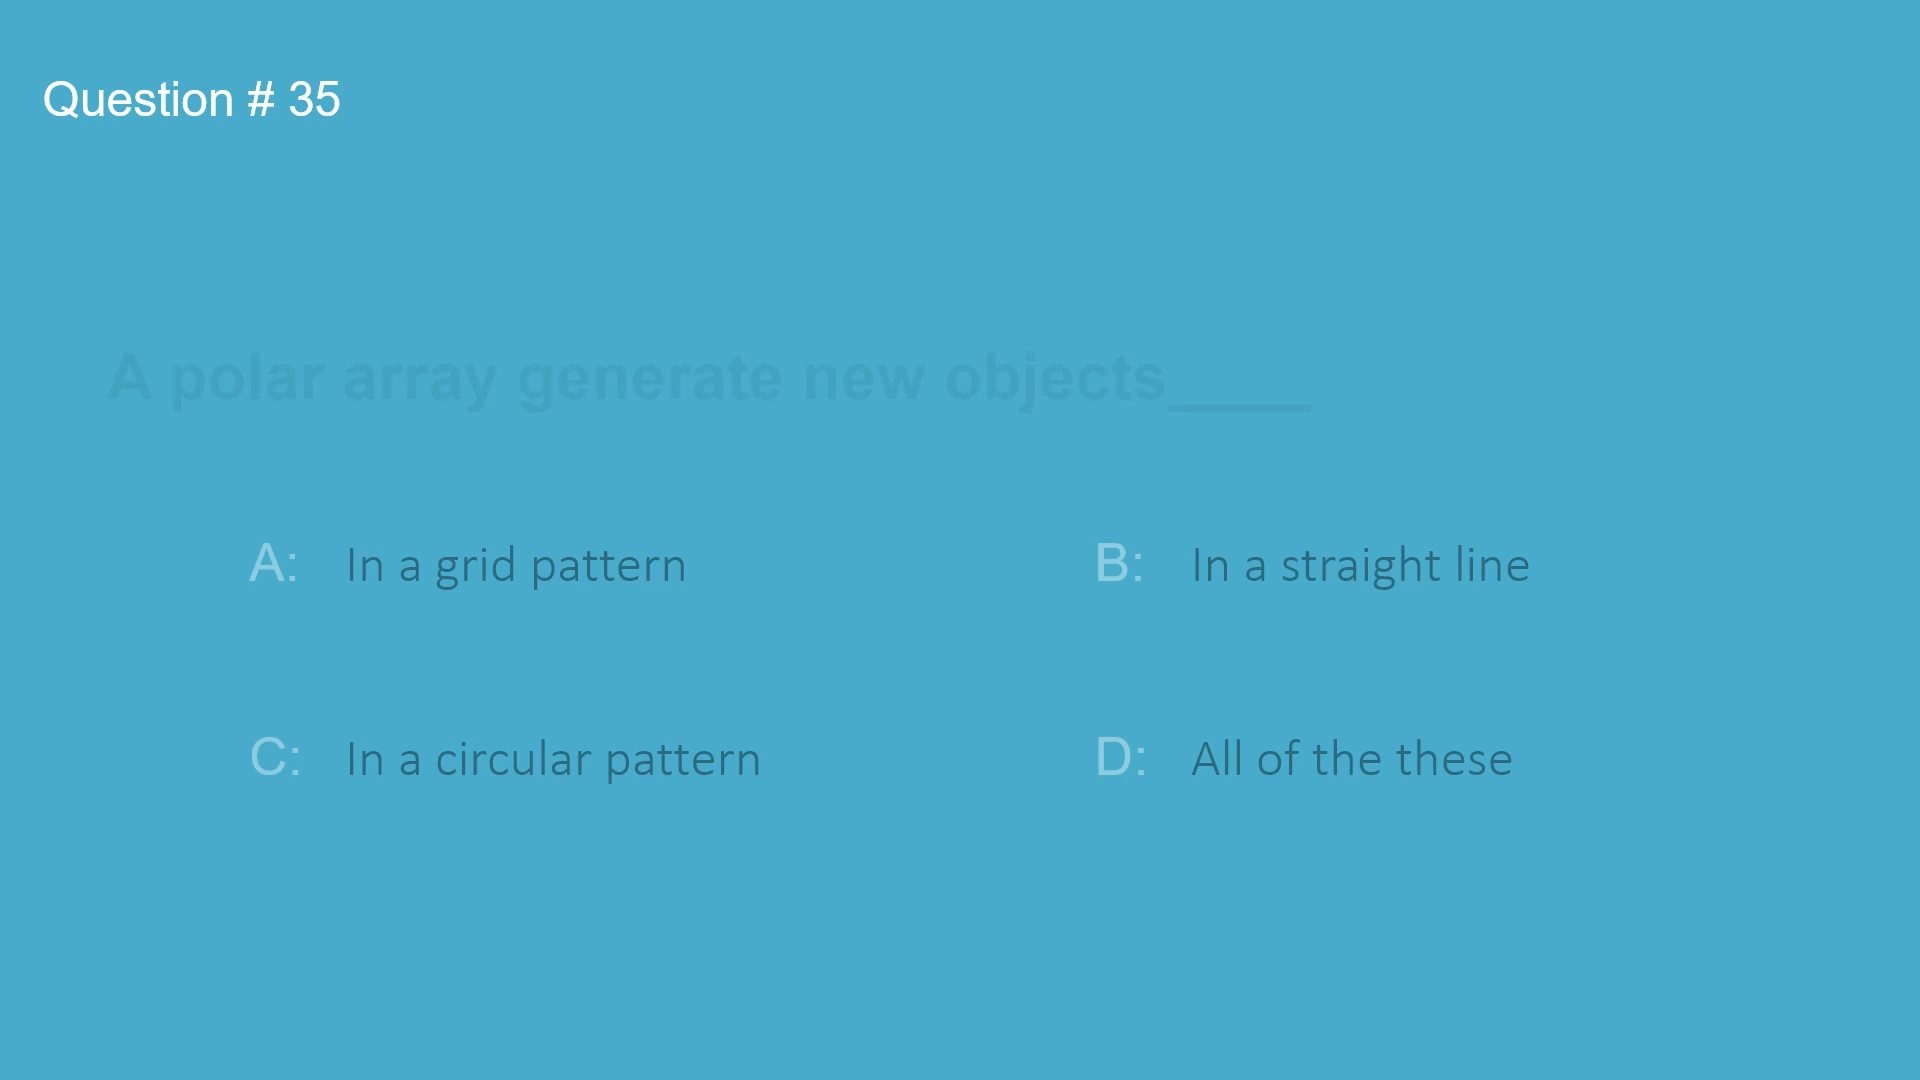 Question # 35
A polar array generate new objects____
A: In a grid pattern
B: In a straight line
C: In a circular pattern
D: All of the these